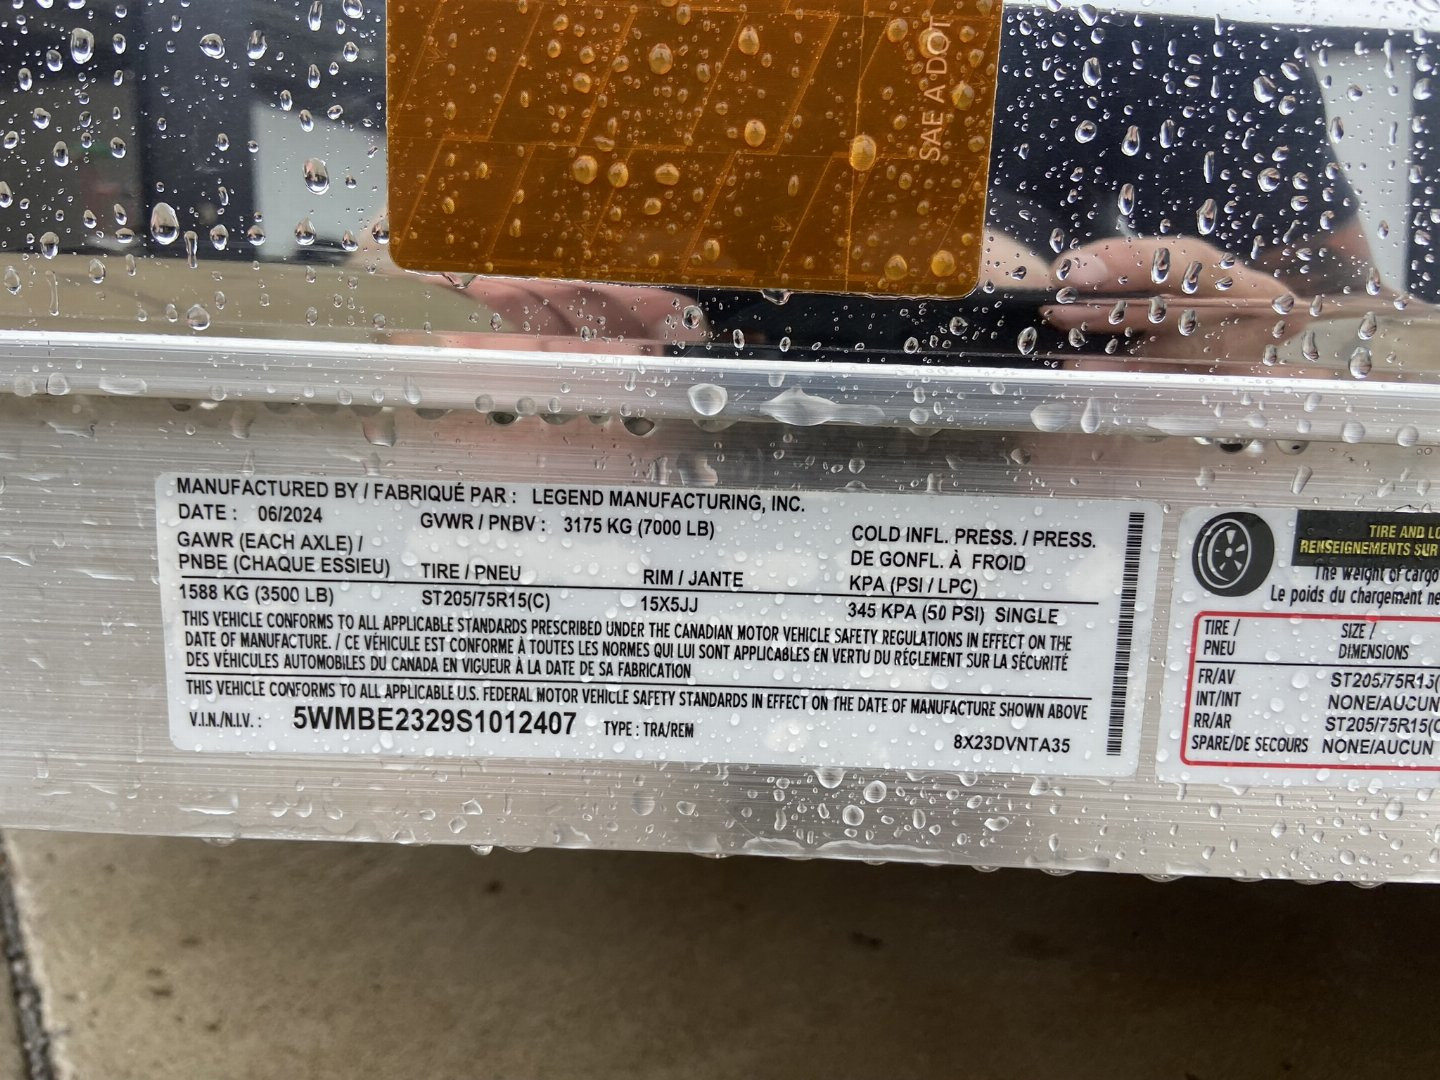 SAE A DOT
MANUFACTURED BY / FABRIQUÉ PAR : LEGEND MANUFACTURING, INC.
DATE : 06/2024 GVWR / PNBV : 3175 KG (7000 LB)
GAWR (EACH AXLE) /
PNBE (CHAQUE ESSIEU) TIRE / PNEU RIM / JANTE
COLD INFL. PRESS. / PRESS.
DE GONFL. À FROID
KPA (PSI / LPC)
1588 KG (3500 LB) ST205/75R15(C) 15X5JJ 345 KPA (50 PSI) SINGLE
THIS VEHICLE CONFORMS TO ALL APPLICABLE STANDARDS PRESCRIBED UNDER THE CANADIAN MOTOR VEHICLE SAFETY REGULATIONS IN EFFECT ON THE
DATE OF MANUFACTURE. / CE VÉHICULE EST CONFORME À TOUTES LES NORMES QUI LUI SONT APPLICABLES EN VERTU DU RÉGLEMENT SUR LA SÉCURITÉ
DES VÉHICULES AUTOMOBILES DU CANADA EN VIGUEUR À LA DATE DE SA FABRICATION
THIS VEHICLE CONFORMS TO ALL APPLICABLE U.S. FEDERAL MOTOR VEHICLE SAFETY STANDARDS IN EFFECT ON THE DATE OF MANUFACTURE SHOWN ABOVE
V.I.N./N.I.V. : 5WMBE2329S1012407 TYPE : TRA/REM 8X23DVNTA35
TIRE AND LO
RENSEIGNEMENTS SUR
The weight of cargo
Le poids du chargement ne
TIRE / SIZE /
PNEU DIMENSIONS
FR/AV ST205/75R15(
INT/INT NONE/AUCUN
RR/AR ST205/75R15(C
SPARE/DE SECOURS NONE/AUCUN